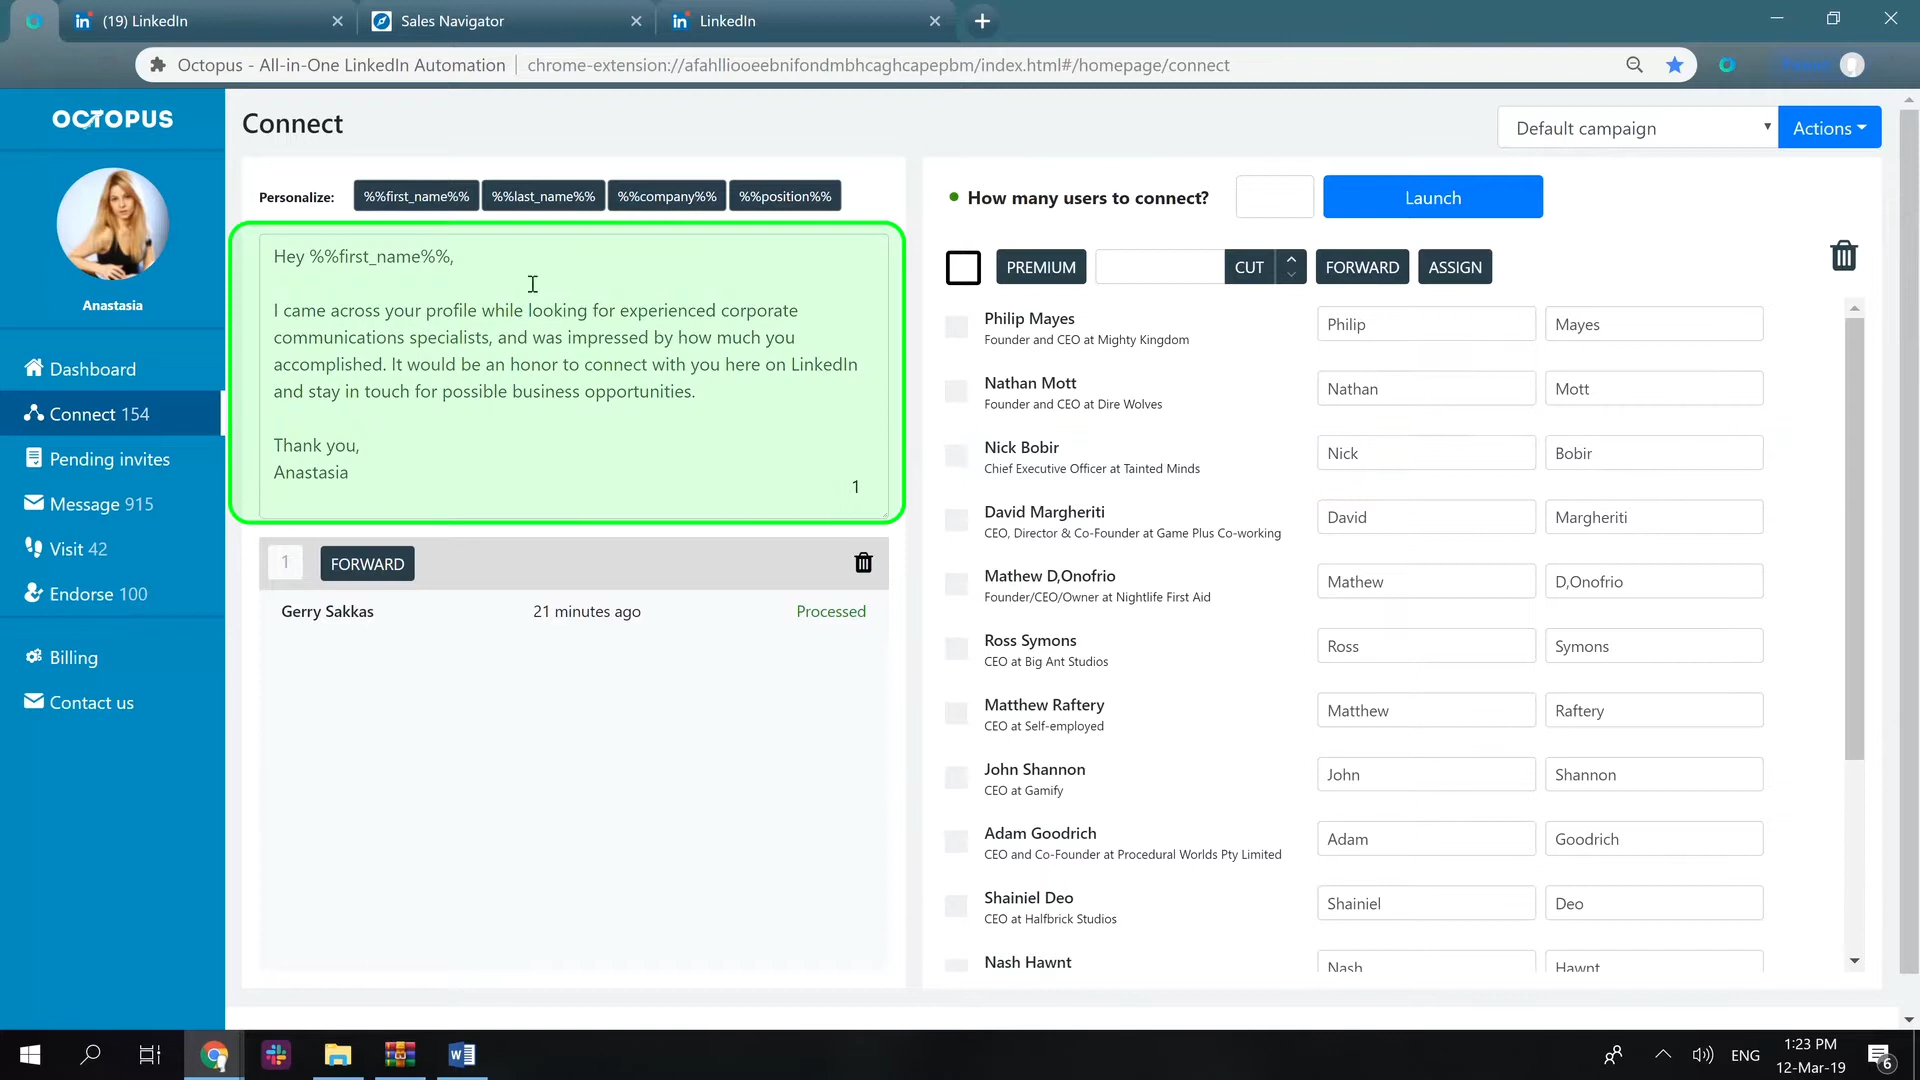 (19) LinkedIn
Sales Navigator
LinkedIn
Octopus - All-in-One LinkedIn Automation
chrome-extension://afahlliooeebnifondmbhcaghcapepbm/index.html#/homepage/connect
OCTOPUS
Anastasia
Dashboard
Connect 154
Pending invites
Message 915
Visit 42
Endorse 100
Billing
Contact us
Connect
Default campaign
Actions
Personalize: %%first_name%% %%last_name%% %%company%% %%position%%
Hey %%first_name%%,
I came across your profile while looking for experienced corporate
communications specialists, and was impressed by how much you
accomplished. It would be an honor to connect with you here on LinkedIn
and stay in touch for possible business opportunities.
Thank you,
Anastasia
1
1 FORWARD
Gerry Sakkas 21 minutes ago Processed
How many users to connect? Launch
PREMIUM CUT FORWARD ASSIGN
Philip Mayes
Founder and CEO at Mighty Kingdom
Philip Mayes
Nathan Mott
Founder and CEO at Dire Wolves
Nathan Mott
Nick Bobir
Chief Executive Officer at Tainted Minds
Nick Bobir
David Margheriti
CEO, Director & Co-Founder at Game Plus Co-working
David Margheriti
Mathew D,Onofrio
Founder/CEO/Owner at Nightlife First Aid
Mathew D,Onofrio
Ross Symons
CEO at Big Ant Studios
Ross Symons
Matthew Raftery
CEO at Self-employed
Matthew Raftery
John Shannon
CEO at Gamify
John Shannon
Adam Goodrich
CEO and Co-Founder at Procedural Worlds Pty Limited
Adam Goodrich
Shainiel Deo
CEO at Halfbrick Studios
Shainiel Deo
Nash Hawnt
Nash Hawnt
ENG
1:23 PM
12-Mar-19
6